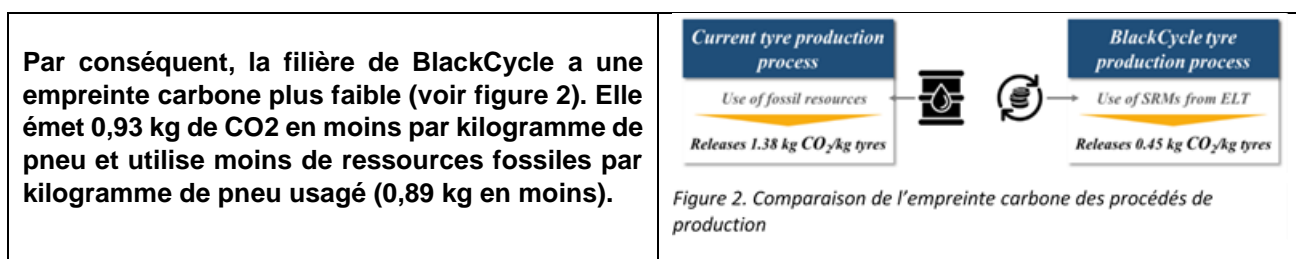 Par conséquent, la filière de BlackCycle a une
empreinte carbone plus faible (voir figure 2). Elle
émet 0,93 kg de CO2 en moins par kilogramme de
pneu et utilise moins de ressources fossiles par
kilogramme de pneu usagé (0,89 kg en moins).
Current tyre production
process
Use of fossil resources
Releases 1.38 kg CO₂/kg tyres
BlackCycle tyre
production process
Use of SRMs from ELT
Releases 0.45 kg CO₂/kg tyres
Figure 2. Comparaison de l'empreinte carbone des procédés de
production